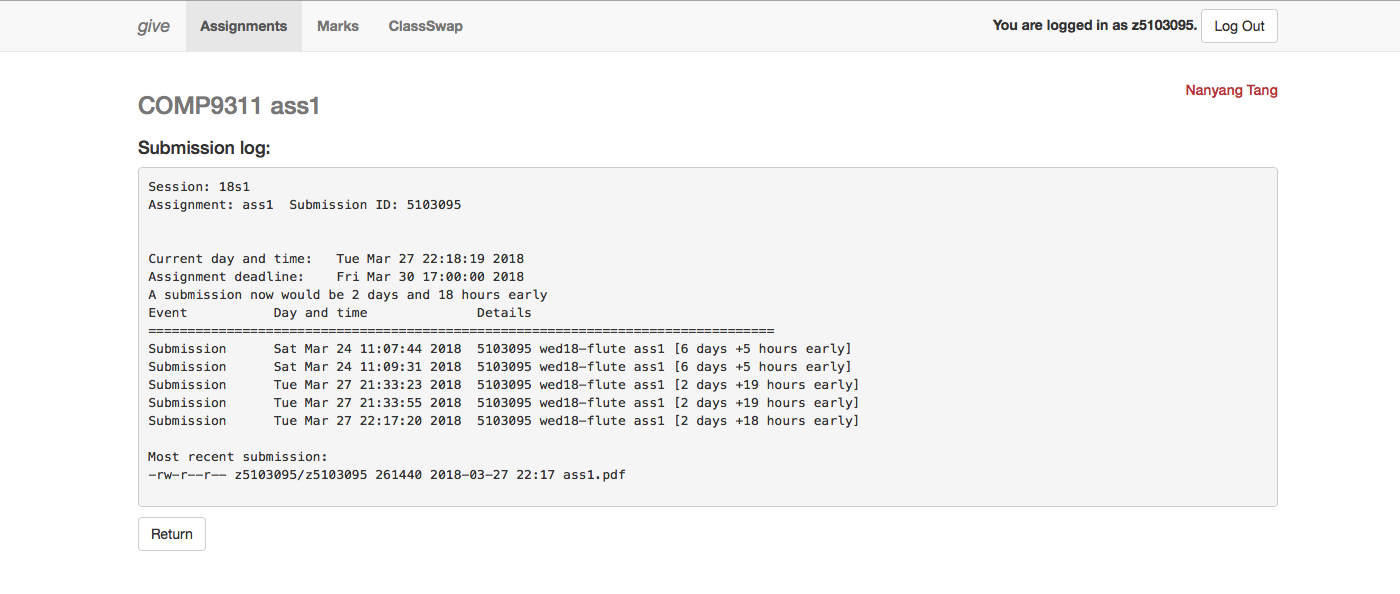 give Assignments Marks ClassSwap You are logged in as z5103095. Log Out
Nanyang Tang
COMP9311 ass1
Submission log:
Session: 18s1
Assignment: ass1  Submission ID: 5103095
Current day and time:   Tue Mar 27 22:18:19 2018
Assignment deadline:    Fri Mar 30 17:00:00 2018
A submission now would be 2 days and 18 hours early
Event           Day and time              Details
================================================================================
Submission      Sat Mar 24 11:07:44 2018  5103095 wed18-flute ass1 [6 days +5 hours early]
Submission      Sat Mar 24 11:09:31 2018  5103095 wed18-flute ass1 [6 days +5 hours early]
Submission      Tue Mar 27 21:33:23 2018  5103095 wed18-flute ass1 [2 days +19 hours early]
Submission      Tue Mar 27 21:33:55 2018  5103095 wed18-flute ass1 [2 days +19 hours early]
Submission      Tue Mar 27 22:17:20 2018  5103095 wed18-flute ass1 [2 days +18 hours early]
Most recent submission:
-rw-r--r-- z5103095/z5103095 261440 2018-03-27 22:17 ass1.pdf
Return